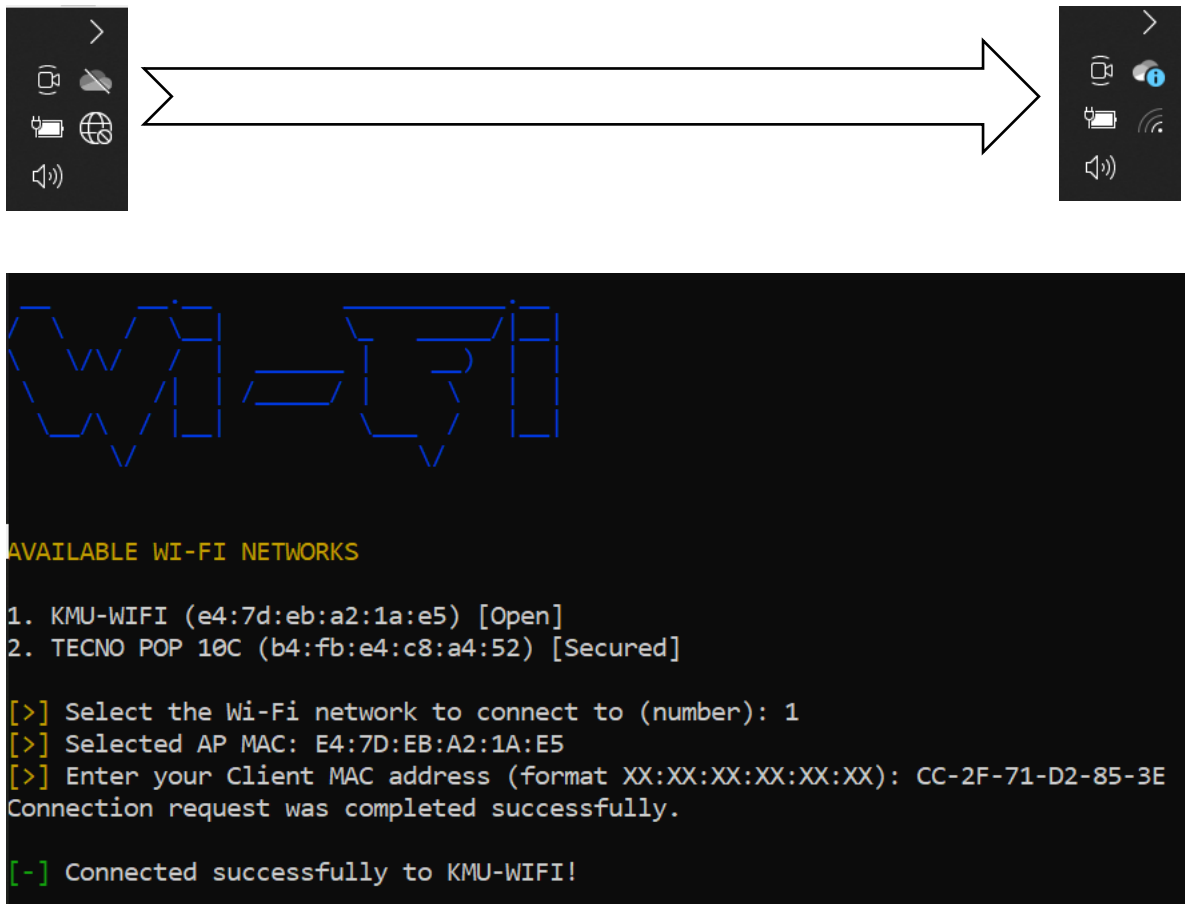 Wi-Fi
AVAILABLE WI-FI NETWORKS
1. KMU-WIFI (e4:7d:eb:a2:1a:e5) [Open]
2. TECNO POP 10C (b4:fb:e4:c8:a4:52) [Secured]
[>] Select the Wi-Fi network to connect to (number): 1
[>] Selected AP MAC: E4:7D:EB:A2:1A:E5
[>] Enter your Client MAC address (format XX:XX:XX:XX:XX:XX): CC-2F-71-D2-85-3E
Connection request was completed successfully.
[-] Connected successfully to KMU-WIFI!